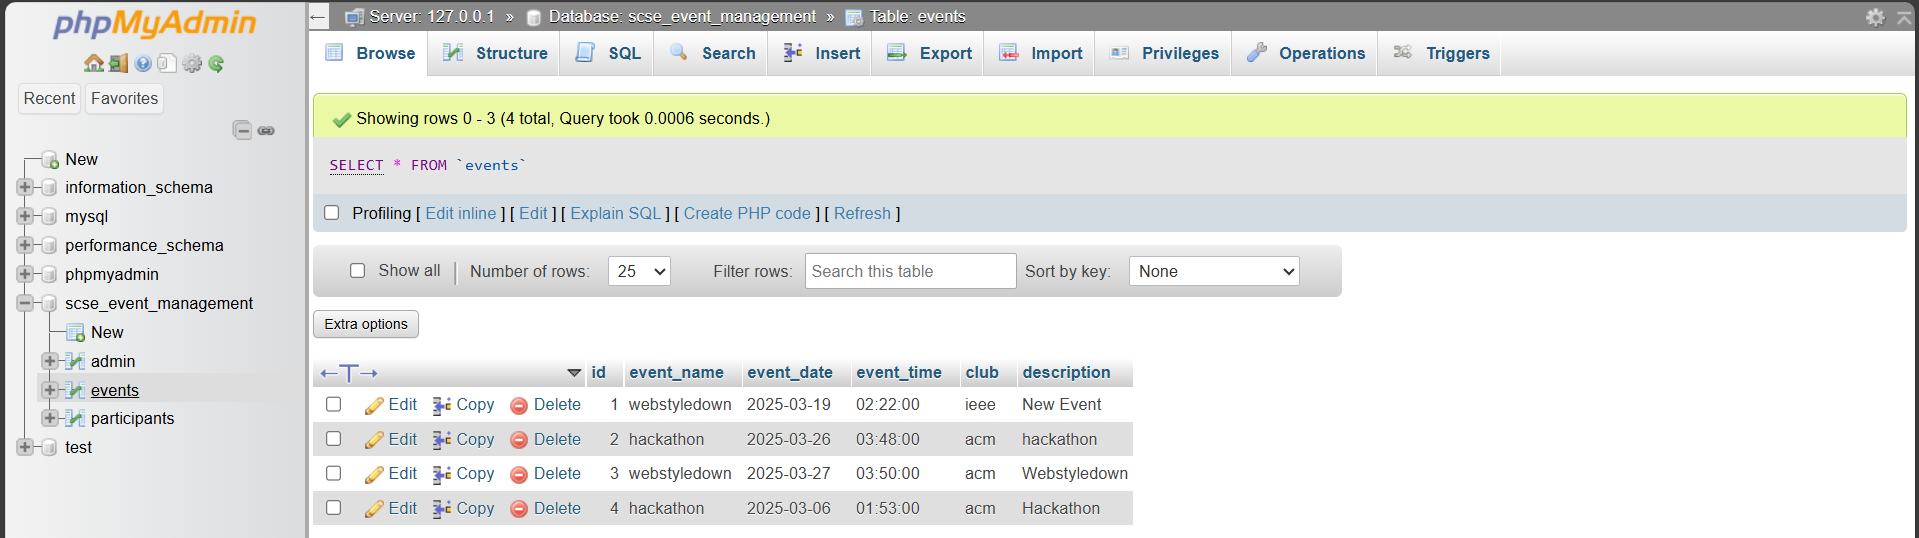 phpMyAdmin
Recent Favorites
New
information_schema
mysql
performance_schema
phpmyadmin
scse_event_management
New
admin
events
participants
test
Server: 127.0.0.1 » Database: scse_event_management » Table: events
Browse Structure SQL Search Insert Export Import Privileges Operations Triggers
Showing rows 0 - 3 (4 total, Query took 0.0006 seconds.)
SELECT * FROM `events`
Profiling [ Edit inline ] [ Edit ] [ Explain SQL ] [ Create PHP code ] [ Refresh ]
Show all Number of rows: 25 Filter rows: Search this table Sort by key: None
Extra options
id event_name event_date event_time club description
Edit Copy Delete 1 webstyledown 2025-03-19 02:22:00 ieee New Event
Edit Copy Delete 2 hackathon 2025-03-26 03:48:00 acm hackathon
Edit Copy Delete 3 webstyledown 2025-03-27 03:50:00 acm Webstyledown
Edit Copy Delete 4 hackathon 2025-03-06 01:53:00 acm Hackathon